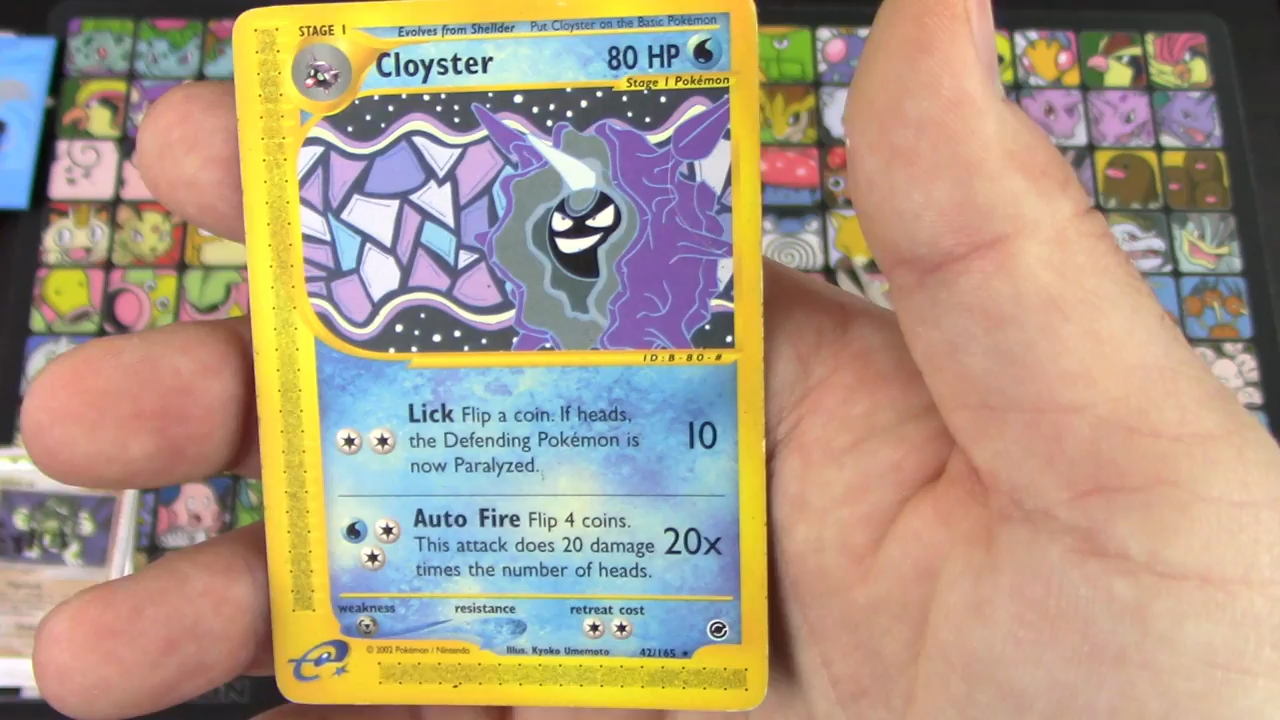 STAGE 1 Evolves from Shellder Put Cloyster on the Basic Pokémon
Cloyster 80 HP
Stage 1 Pokémon
ID:B-80-#
Lick Flip a coin. If heads,
the Defending Pokémon is 10
now Paralyzed.
Auto Fire Flip 4 coins.
This attack does 20 damage 20x
times the number of heads.
weakness resistance retreat cost
© 2002 Pokémon / Nintendo Illus. Kyoko Umemoto 42/165 ★
e